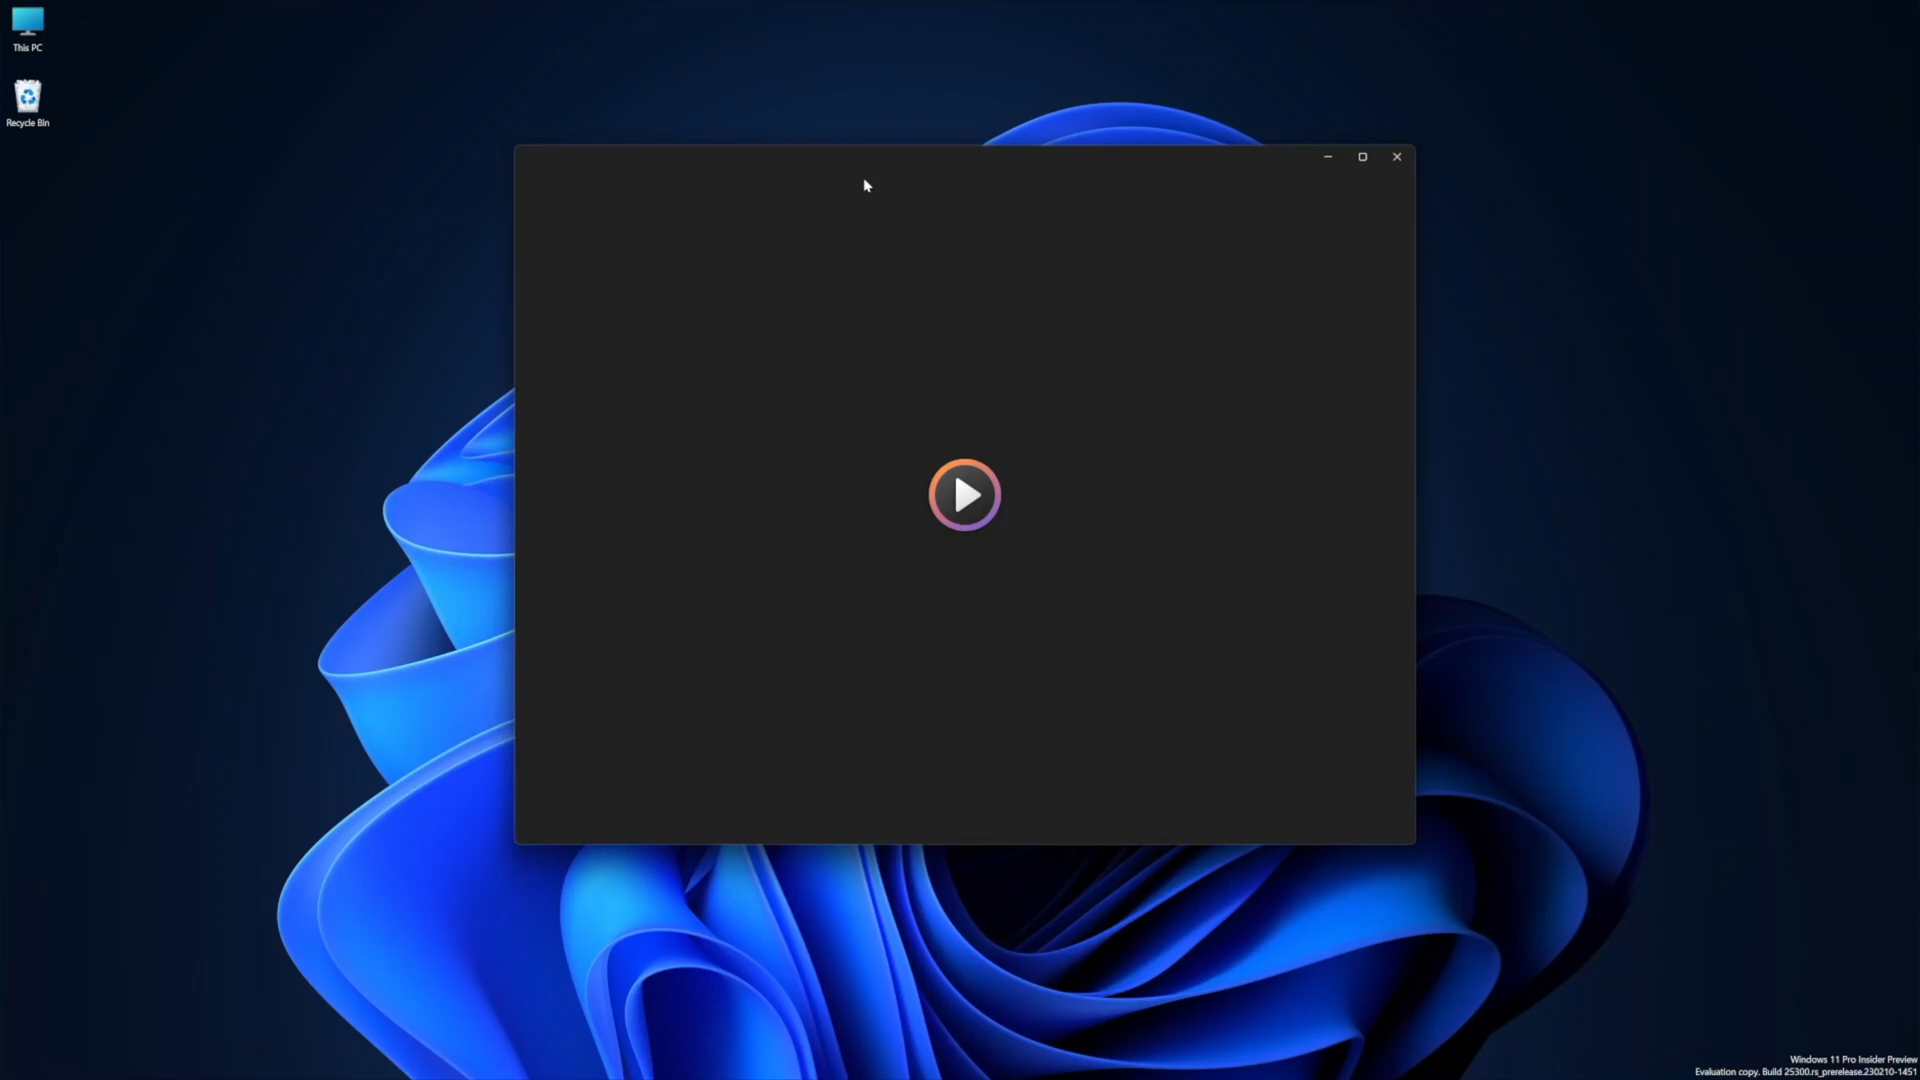 This PC
Recycle Bin
Windows 11 Pro Insider Preview
Evaluation copy. Build 25300.rs_prerelease.230210-1451